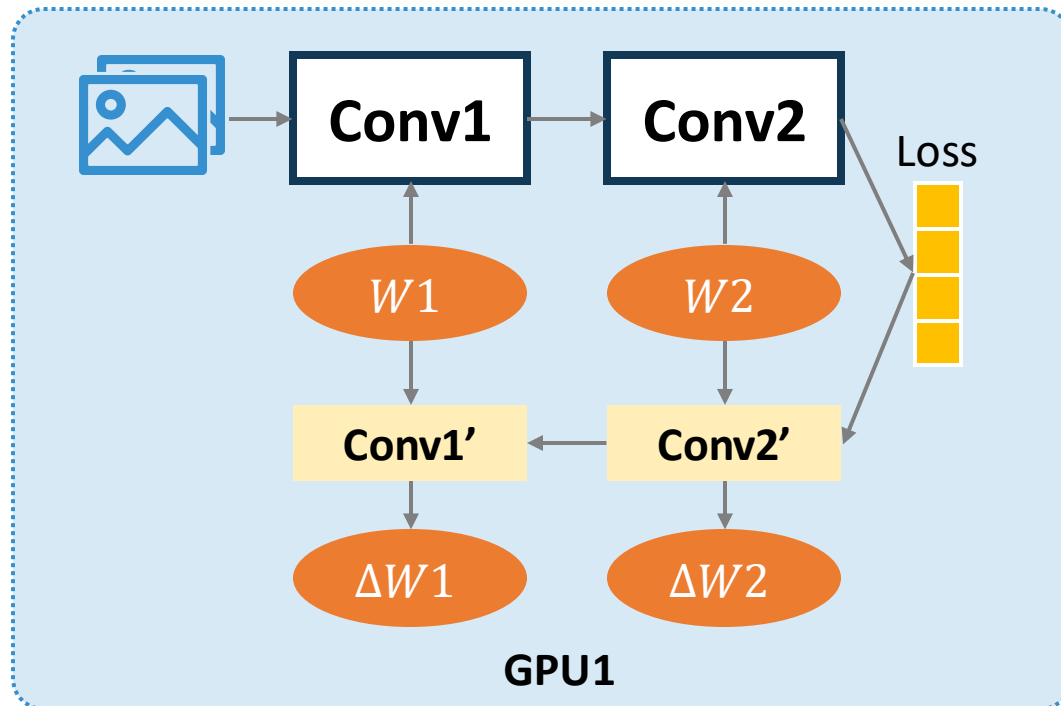 Conv1
Conv2
Loss
W1
W2
Conv1’
Conv2’
ΔW1
ΔW2
GPU1